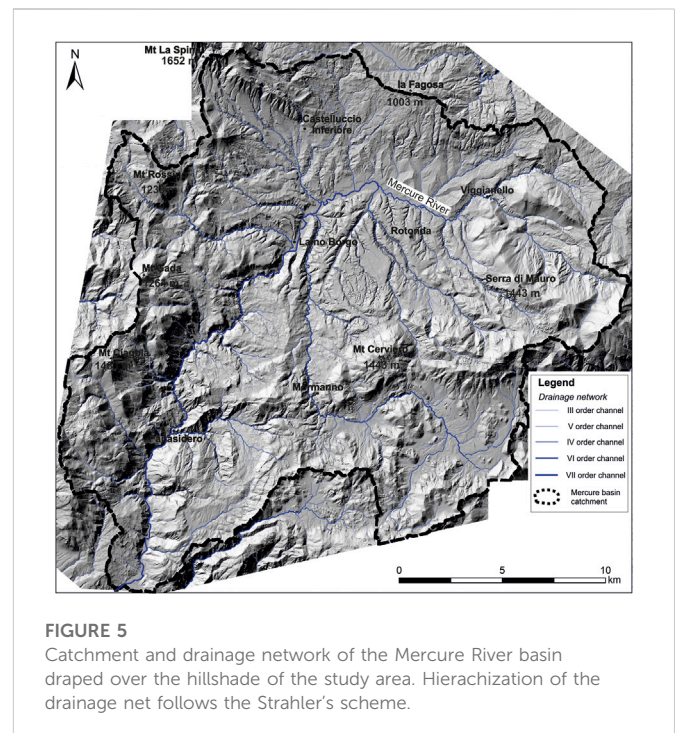 N
Mt La Spin
1652 m
la Fagosa
1003 m
Castelluccio
Inferiore
Mt Ross
Mercure River
Viggianello
Laino Borgo
Rotonda
Serra di Mauro
1443 m
Mt Cerviero
1443 m
Legend
Drainage network
III order channel
V order channel
IV order channel
VI order channel
VII order channel
Mercure basin
catchment
0 5 10
km
FIGURE 5
Catchment and drainage network of the Mercure River basin
draped over the hillshade of the study area. Hierachization of the
drainage net follows the Strahler's scheme.